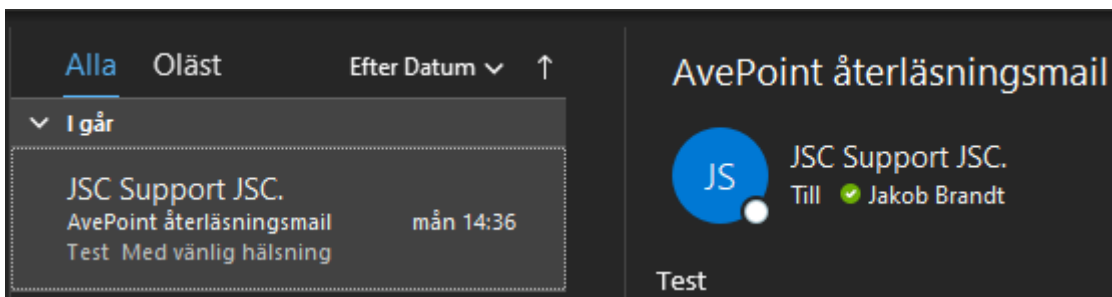 Alla Oläst Efter Datum ↑
I går
JSC Support JSC.
AvePoint återläsningsmail mån 14:36
Test Med vänlig hälsning
AvePoint återläsningsmail
JS
JSC Support JSC.
Till Jakob Brandt
Test